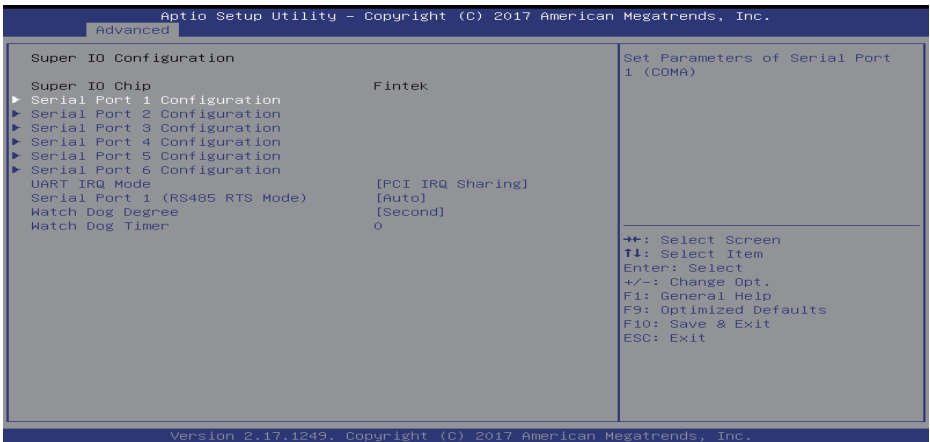 Aptio Setup Utility – Copyright (C) 2017 American Megatrends, Inc.
Advanced
Super IO Configuration
Super IO Chip Fintek
► Serial Port 1 Configuration
► Serial Port 2 Configuration
► Serial Port 3 Configuration
► Serial Port 4 Configuration
► Serial Port 5 Configuration
► Serial Port 6 Configuration
UART IRQ Mode [PCI IRQ Sharing]
Serial Port 1 (RS485 RTS Mode) [Auto]
Watch Dog Degree [Second]
Watch Dog Timer 0
Set Parameters of Serial Port
1 (COMA)
→←: Select Screen
↑↓: Select Item
Enter: Select
+/-: Change Opt.
F1: General Help
F9: Optimized Defaults
F10: Save & Exit
ESC: Exit
Version 2.17.1249. Copyright (C) 2017 American Megatrends, Inc.